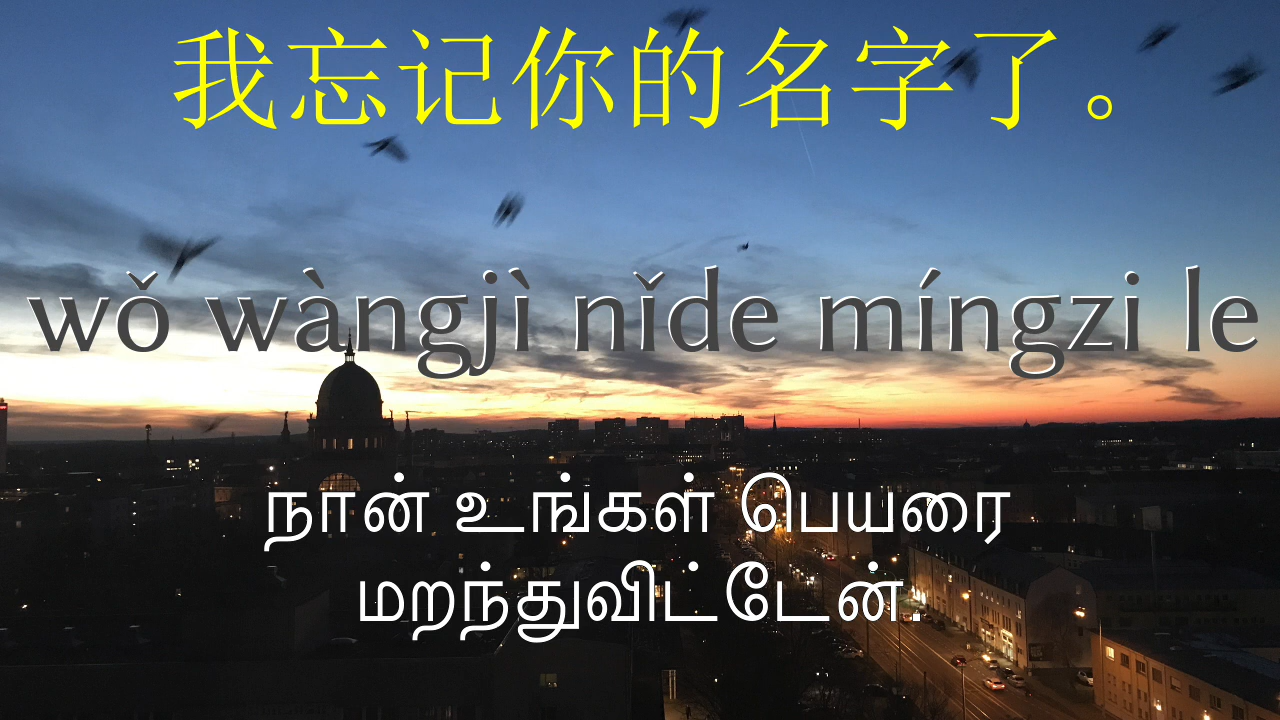 我忘记你的名字了。
wǒ wàngjì nǐde míngzi le
நான் உங்கள் பெயரை
மறந்துவிட்டேன்.